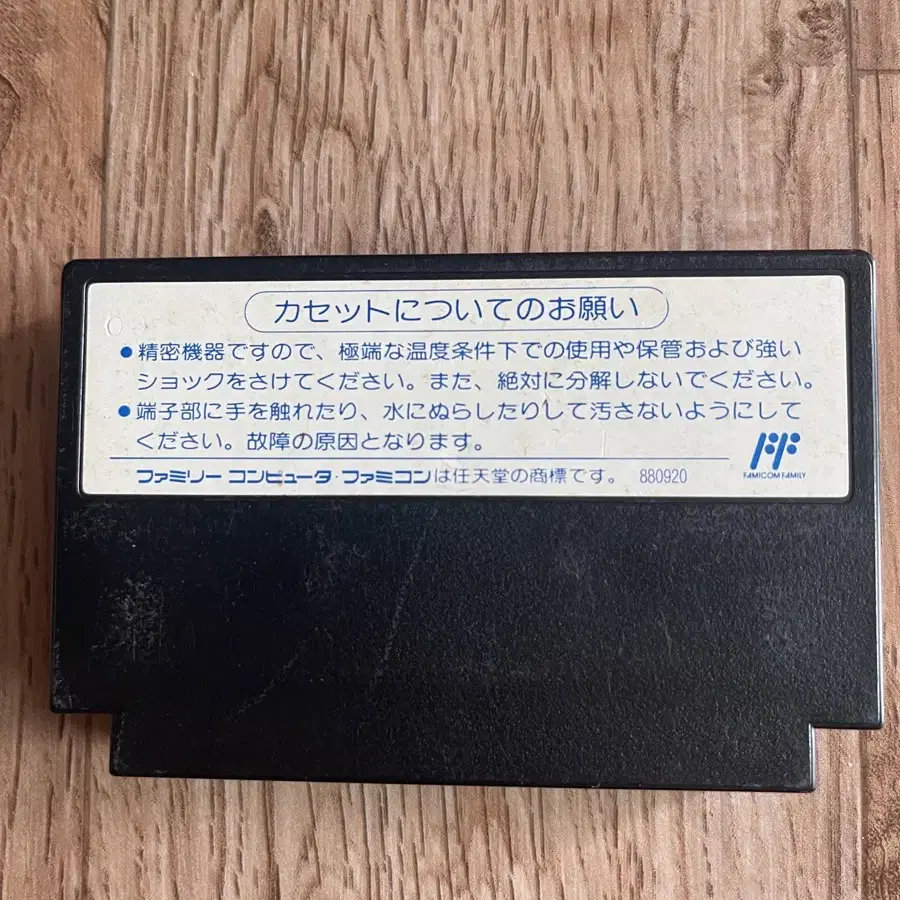 カセットについてのお願い
●精密機器ですので、極端な温度条件下での使用や保管および強い
ショックをさけてください。また、絶対に分解しないでください。
●端子部に手を触れたり、水にぬらしたりして汚さないようにして
ください。故障の原因となります。
ファミリー コンピュータ・ファミコンは任天堂の商標です。 880920
FAMICOM FAMILY